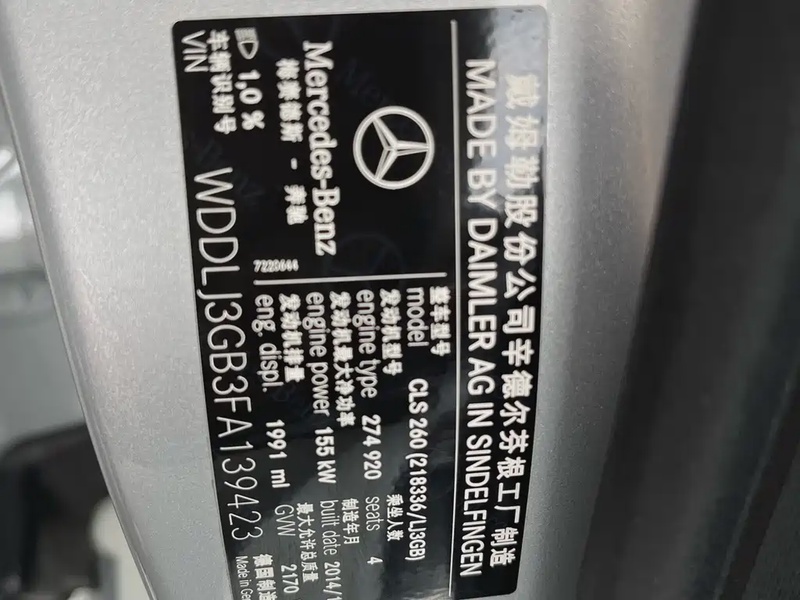 戴姆勒股份公司辛德尔芬根工厂制造
MADE BY DAIMLER AG IN SINDELFINGEN
Mercedes-Benz
梅赛德斯 - 奔驰
7220644
1,0 %
整车型号
model CLS 260 (218336/LJ3GB)
发动机型号 乘坐人数
engine type 274 920 seats 4
发动机最大净功率 制造年月
engine power 155 kW built date 2014/1
发动机排量 最大允许总质量
eng. displ. 1991 ml GVW 2170
车辆识别号 德国制造
VIN WDDLJ3GB3FA139423 Made in Ge